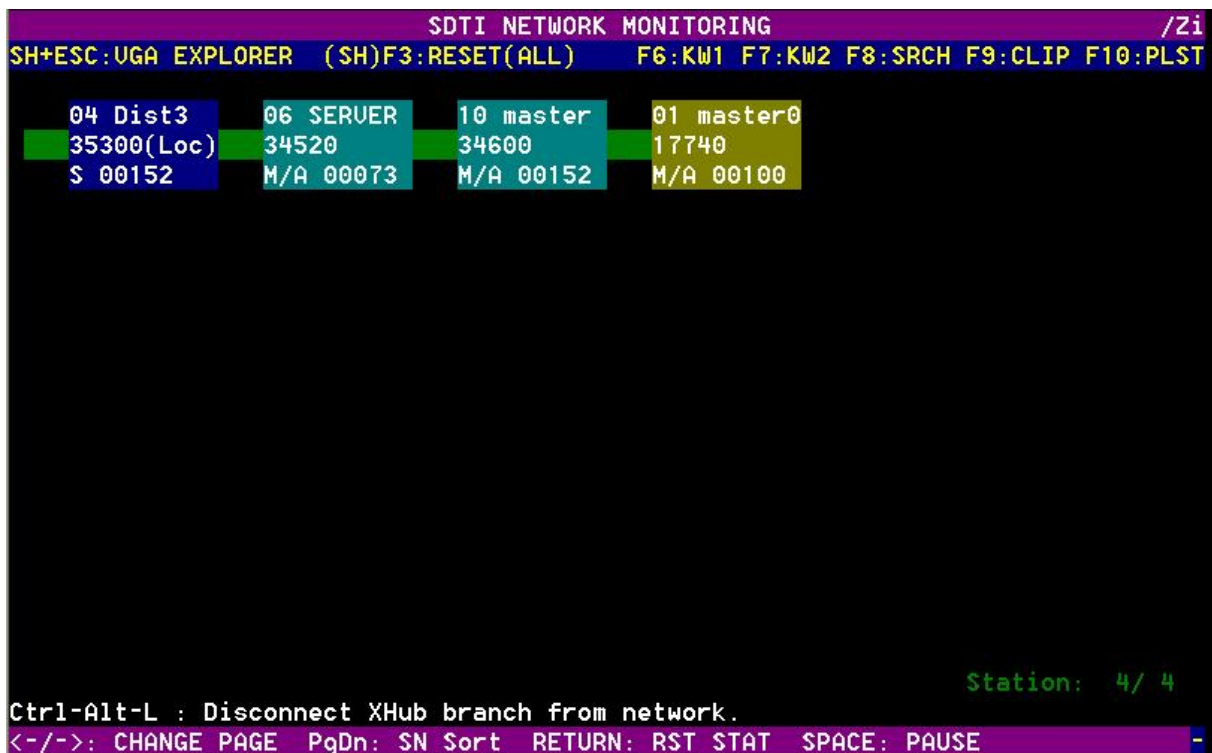 SDTI NETWORK MONITORING /Zi
SH+ESC:VGA EXPLORER (SH)F3:RESET(ALL) F6:KW1 F7:KW2 F8:SRCH F9:CLIP F10:PLST
04 Dist3 06 SERVER 10 master 01 master0
35300(Loc) 34520 34600 17740
S 00152 M/A 00073 M/A 00152 M/A 00100
Station: 4/ 4
Ctrl-Alt-L : Disconnect XHub branch from network.
<-/->: CHANGE PAGE PgDn: SN Sort RETURN: RST STAT SPACE: PAUSE -